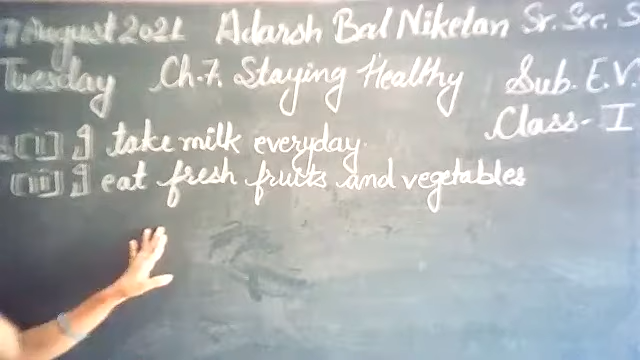 August 2021 Adarsh Bal Niketan Sr. Sec. S
Tuesday Ch-7. Staying Healthy Sub. E.V.
Class- I
(i) I take milk everyday.
(ii) I eat fresh fruits and vegetables